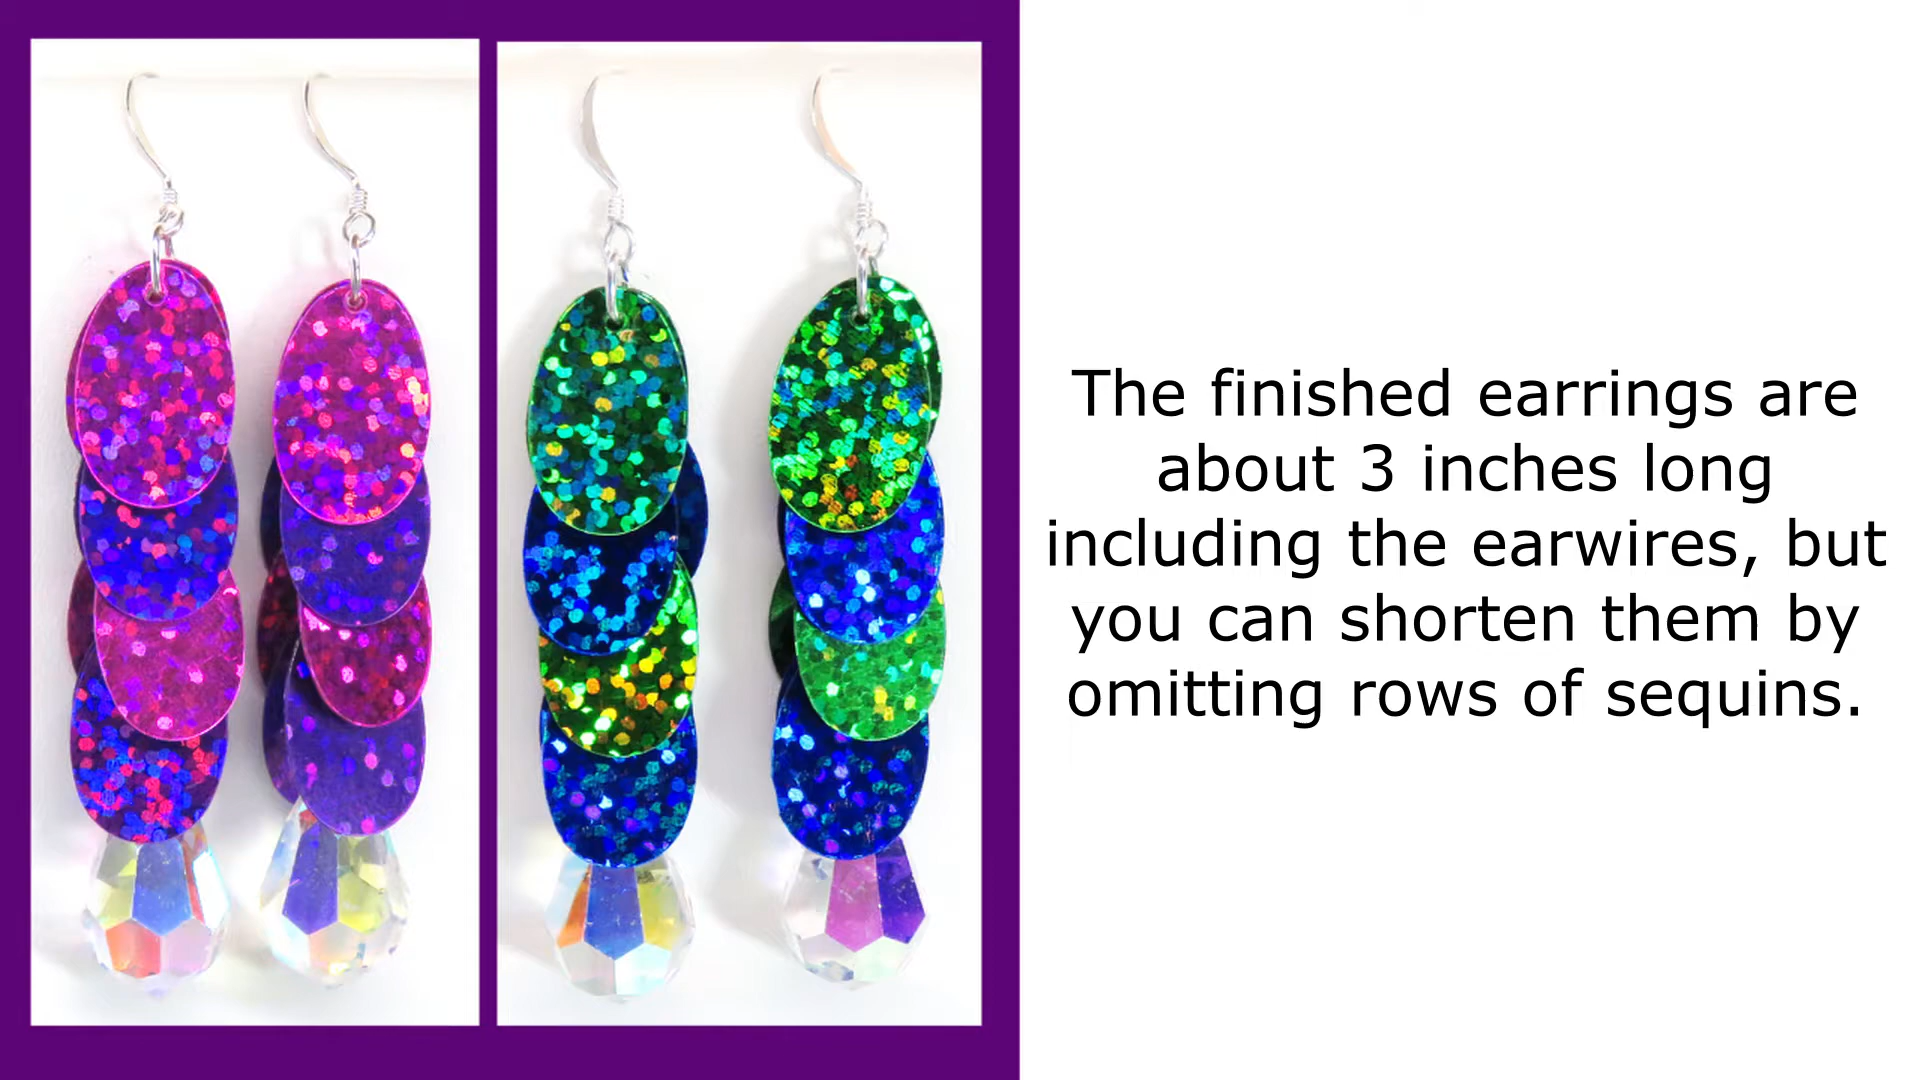 The finished earrings are
about 3 inches long
including the earwires, but
you can shorten them by
omitting rows of sequins.